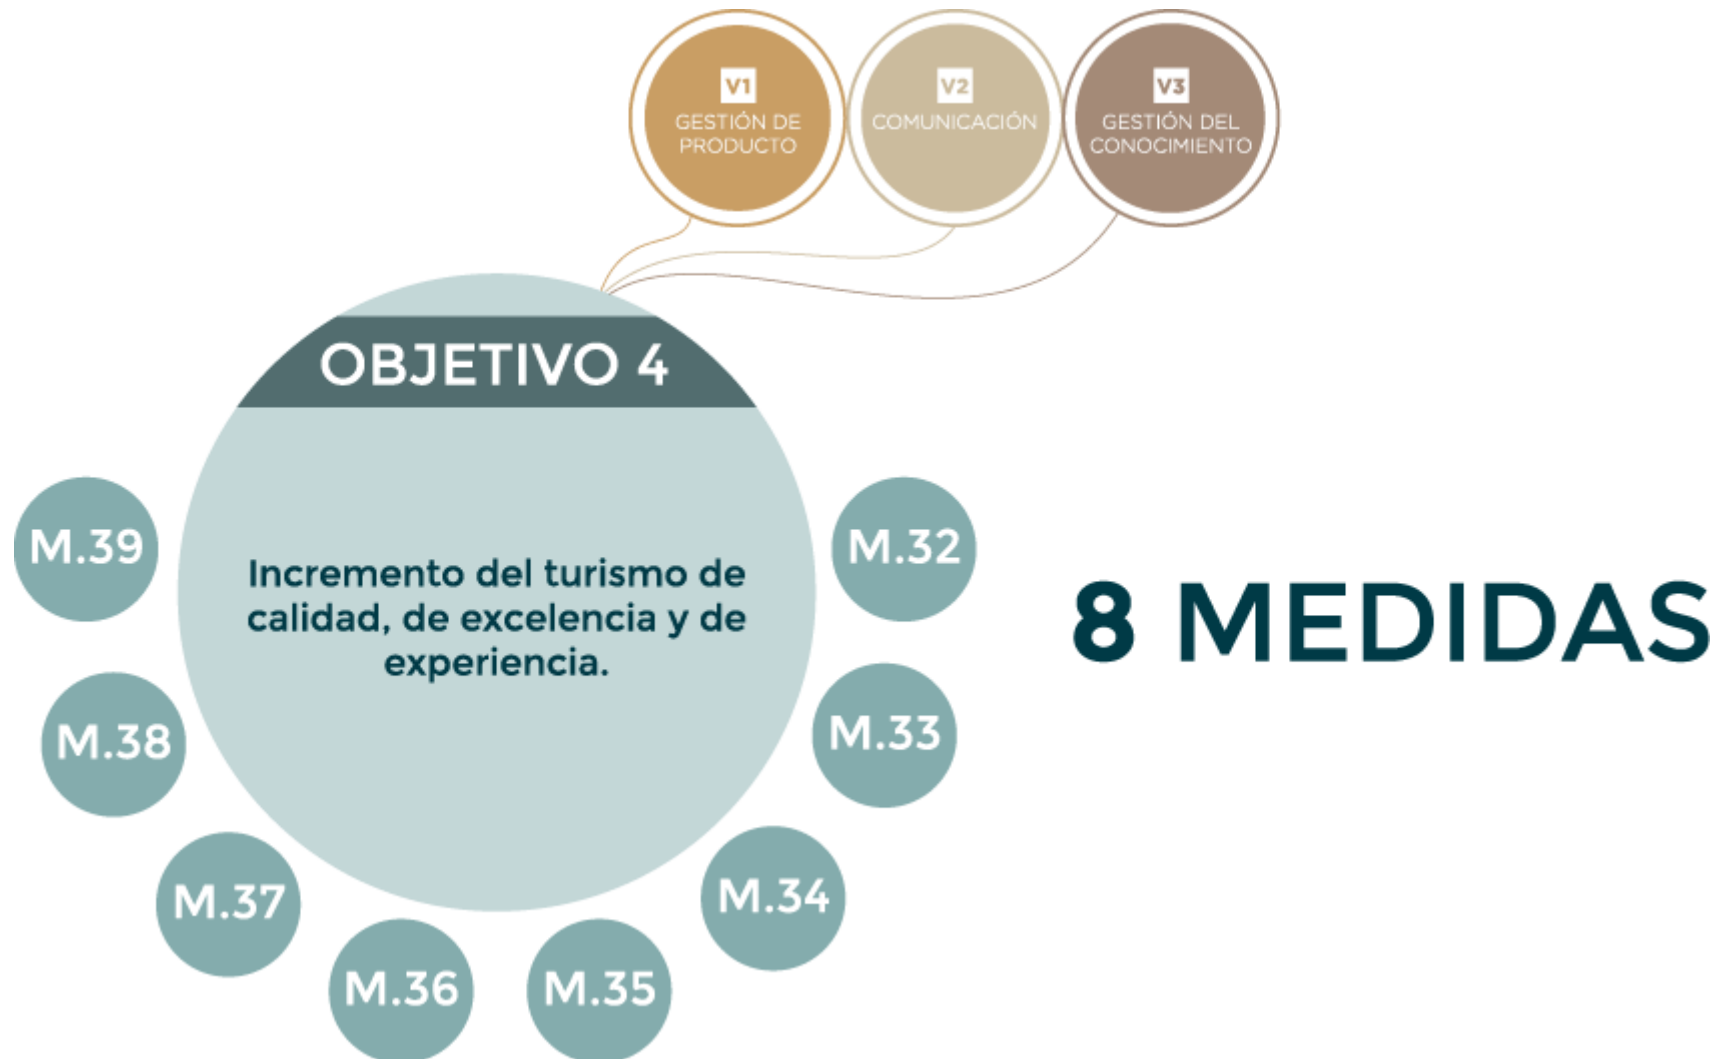 V1
GESTIÓN DE
PRODUCTO
V2
COMUNICACIÓN
V3
GESTIÓN DEL
CONOCIMIENTO
OBJETIVO 4
Incremento del turismo de
calidad, de excelencia y de
experiencia.
M.32
M.33
M.34
M.35
M.36
M.37
M.38
M.39
8 MEDIDAS